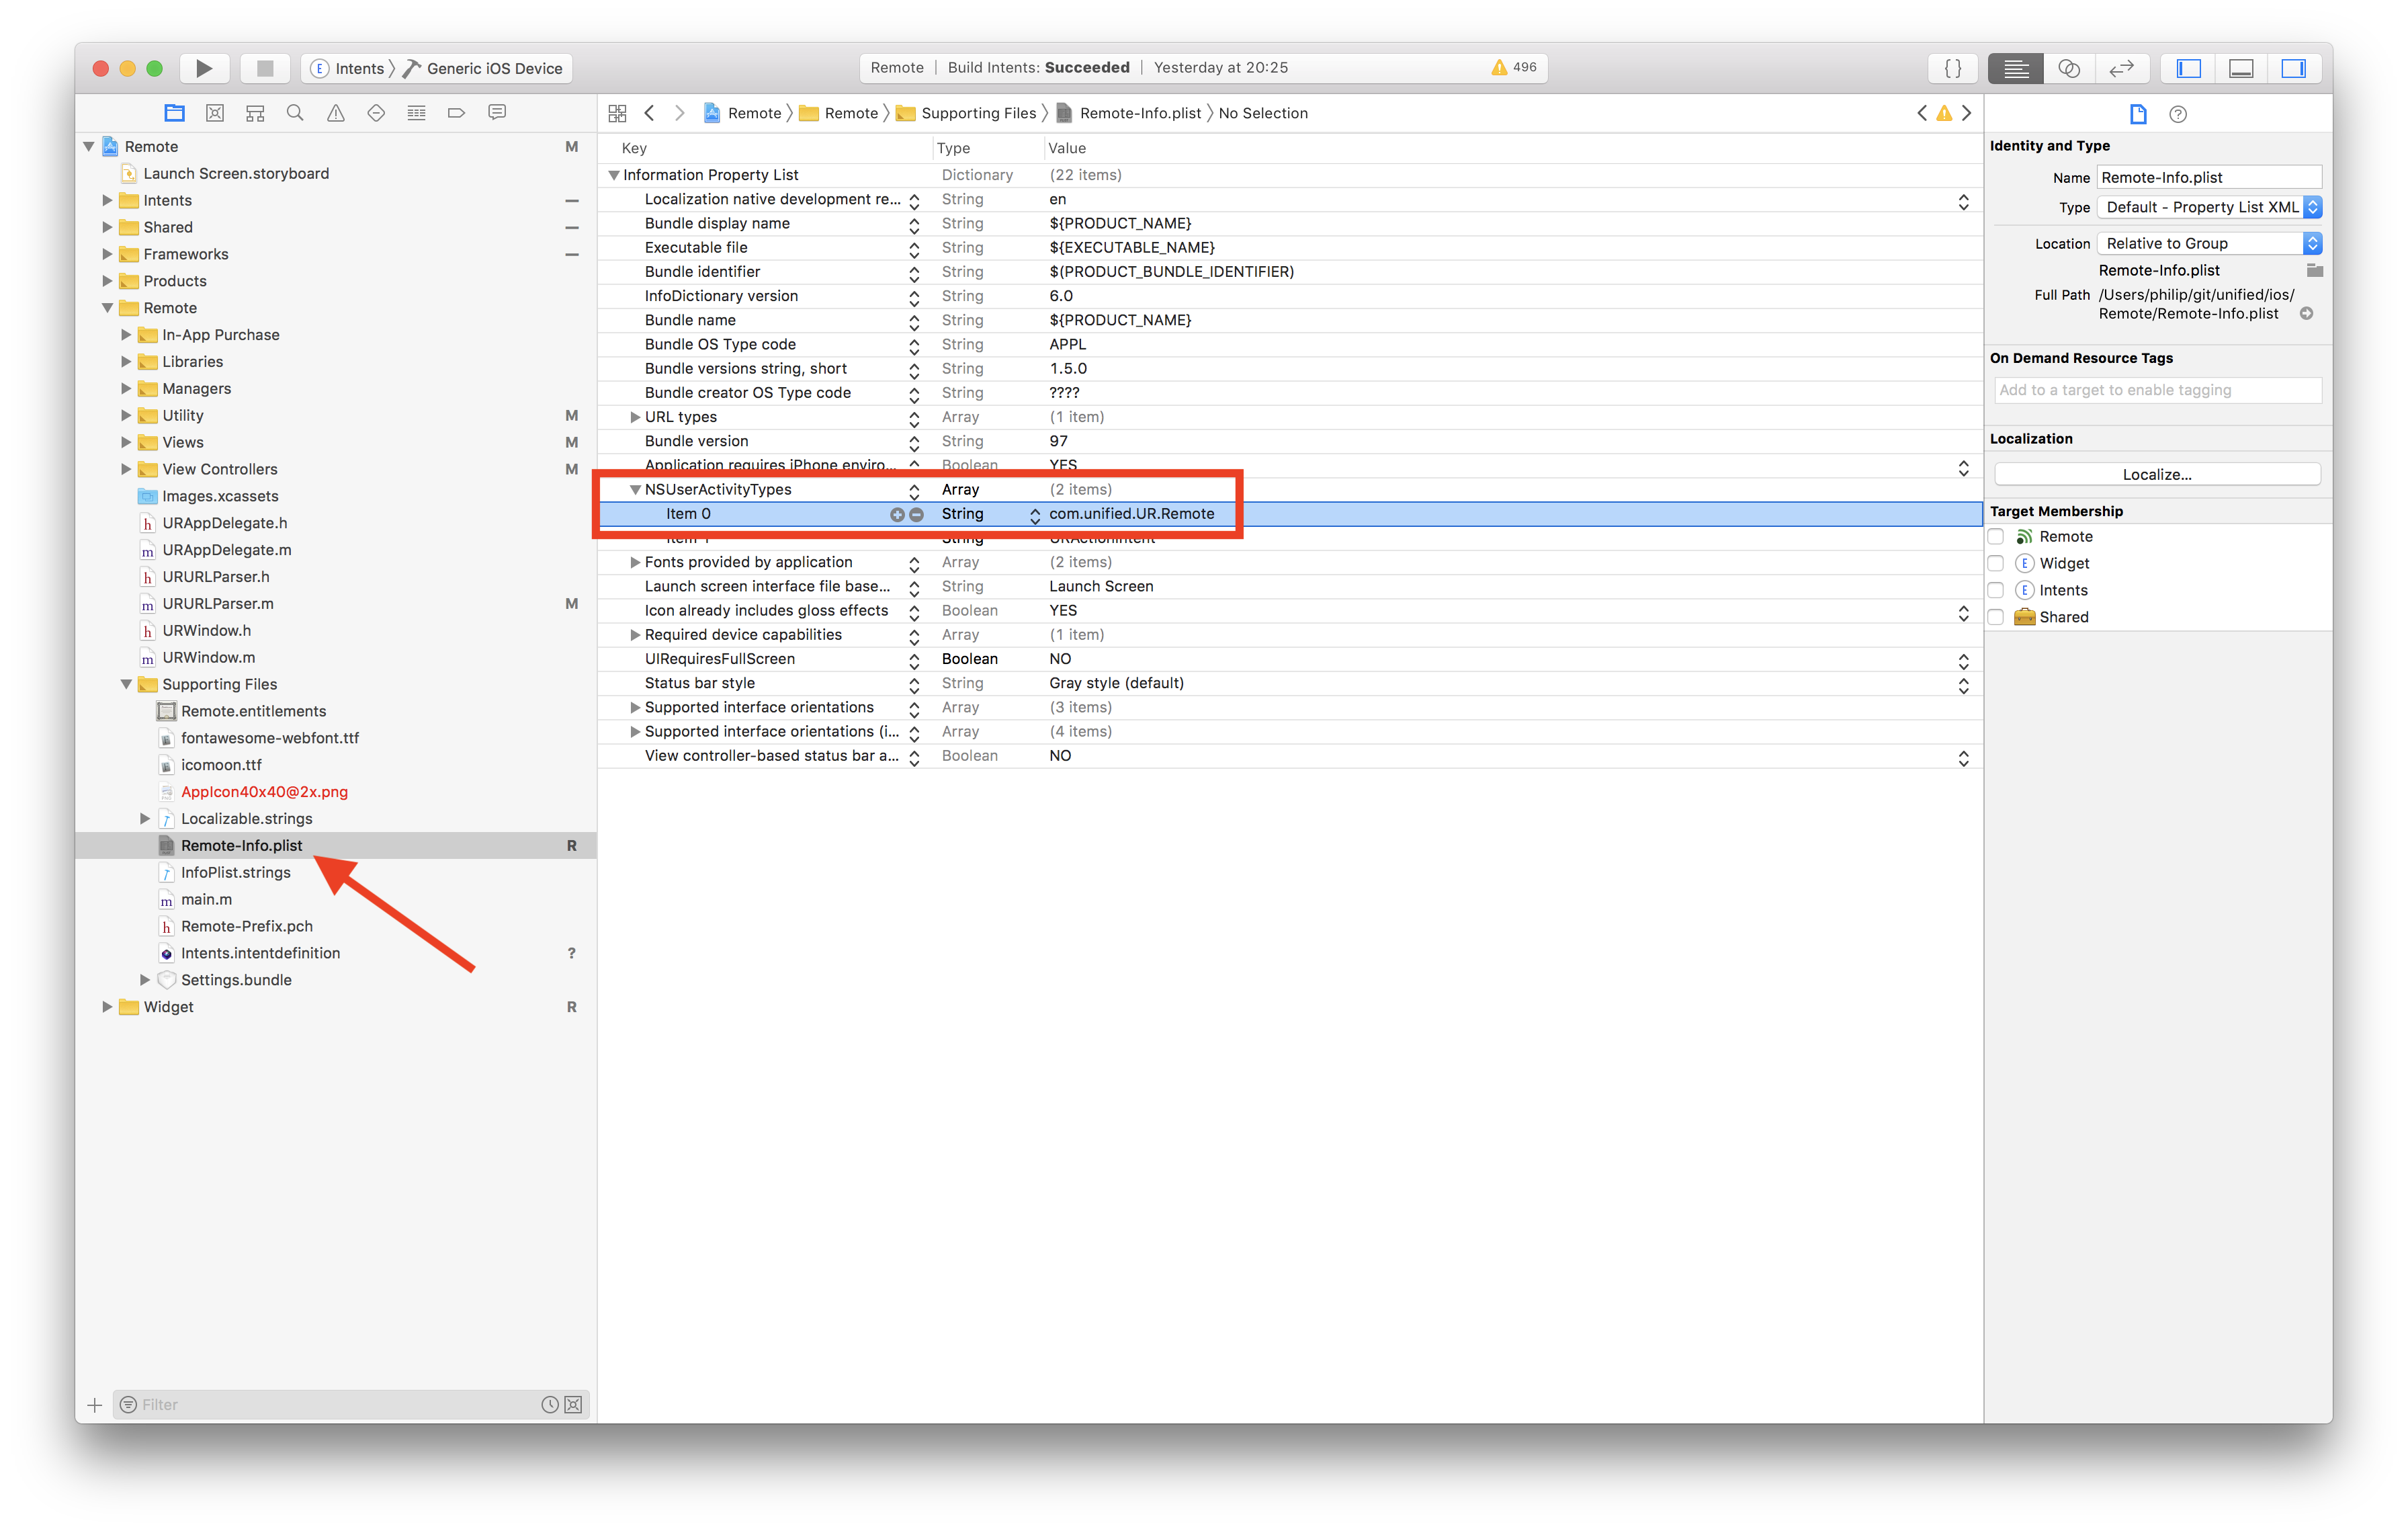 Intents 〉 Generic iOS Device
Remote | Build Intents: Succeeded | Yesterday at 20:25
496
{ }
Remote 〉 Remote 〉 Supporting Files 〉 Remote-Info.plist 〉 No Selection
Remote M
Launch Screen.storyboard
Intents
Shared
Frameworks
Products
Remote
In-App Purchase
Libraries
Managers
Utility M
Views M
View Controllers M
Images.xcassets
h URAppDelegate.h
m URAppDelegate.m
h URURLParser.h
m URURLParser.m M
h URWindow.h
m URWindow.m
Supporting Files
Remote.entitlements
fontawesome-webfont.ttf
icomoon.ttf
AppIcon40x40@2x.png
Localizable.strings
Remote-Info.plist R
InfoPlist.strings
m main.m
h Remote-Prefix.pch
Intents.intentdefinition ?
Settings.bundle
Widget R
Filter
Key Type Value
Information Property List Dictionary (22 items)
Localization native development re... String en
Bundle display name String ${PRODUCT_NAME}
Executable file String ${EXECUTABLE_NAME}
Bundle identifier String $(PRODUCT_BUNDLE_IDENTIFIER)
InfoDictionary version String 6.0
Bundle name String ${PRODUCT_NAME}
Bundle OS Type code String APPL
Bundle versions string, short String 1.5.0
Bundle creator OS Type code String ????
URL types Array (1 item)
Bundle version String 97
Application requires iPhone enviro... Boolean YES
NSUserActivityTypes Array (2 items)
Item 0 String com.unified.UR.Remote
Item 1 String URActionIntent
Fonts provided by application Array (2 items)
Launch screen interface file base... String Launch Screen
Icon already includes gloss effects Boolean YES
Required device capabilities Array (1 item)
UIRequiresFullScreen Boolean NO
Status bar style String Gray style (default)
Supported interface orientations Array (3 items)
Supported interface orientations (i... Array (4 items)
View controller-based status bar a... Boolean NO
Identity and Type
Name Remote-Info.plist
Type Default - Property List XML
Location Relative to Group
Remote-Info.plist
Full Path /Users/philip/git/unified/ios/
Remote/Remote-Info.plist
On Demand Resource Tags
Add to a target to enable tagging
Localization
Localize...
Target Membership
Remote
E Widget
E Intents
Shared